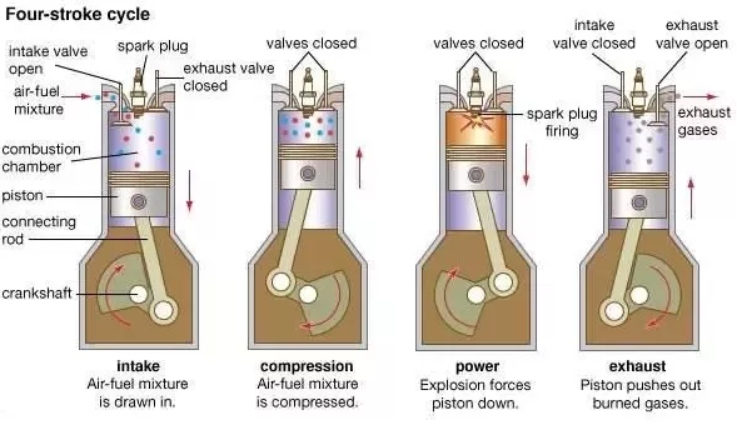 Four-stroke cycle
intake valve
open
spark plug
exhaust valve
closed
air-fuel
mixture
combustion
chamber
piston
connecting
rod
crankshaft
intake
Air-fuel mixture
is drawn in.
valves closed
compression
Air-fuel mixture
is compressed.
valves closed
spark plug
firing
power
Explosion forces
piston down.
intake
valve closed
exhaust
valve open
exhaust
gases
exhaust
Piston pushes out
burned gases.